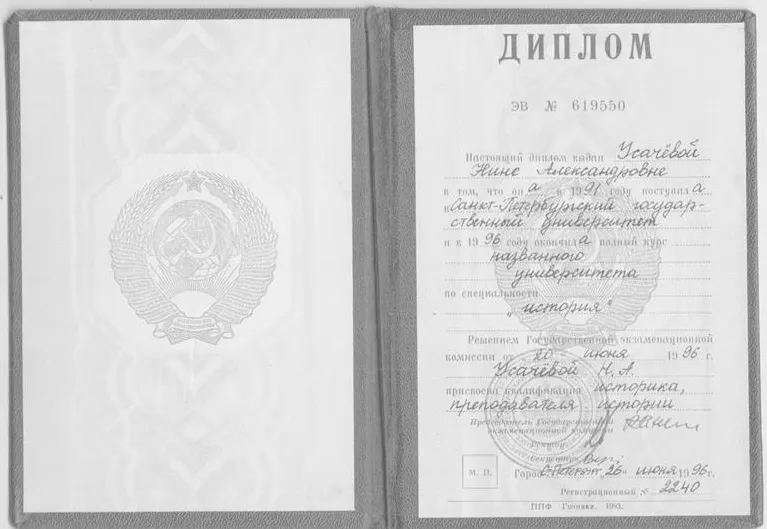 ДИПЛОМ
ЭВ № 619550
Настоящий диплом выдан Усачёвой
Нине Александровне
в том, что она в 1991 году поступила
в Санкт-Петербургский государ-
ственный университет
и в 1996 году окончила полный курс
названного
университета
по специальности
„история"
Решением Государственной экзаменационной
комиссии от 20 июня 1996 г.
Усачёвой Н. А.
присвоена квалификация историка,
преподавателя истории
Председатель Государственной
экзаменационной комиссии
Ректор
Секретарь
М. П. Город С-Петербург „26" июня 1996 г.
Регистрационный № 2240
ППФ Гознака. 1993.